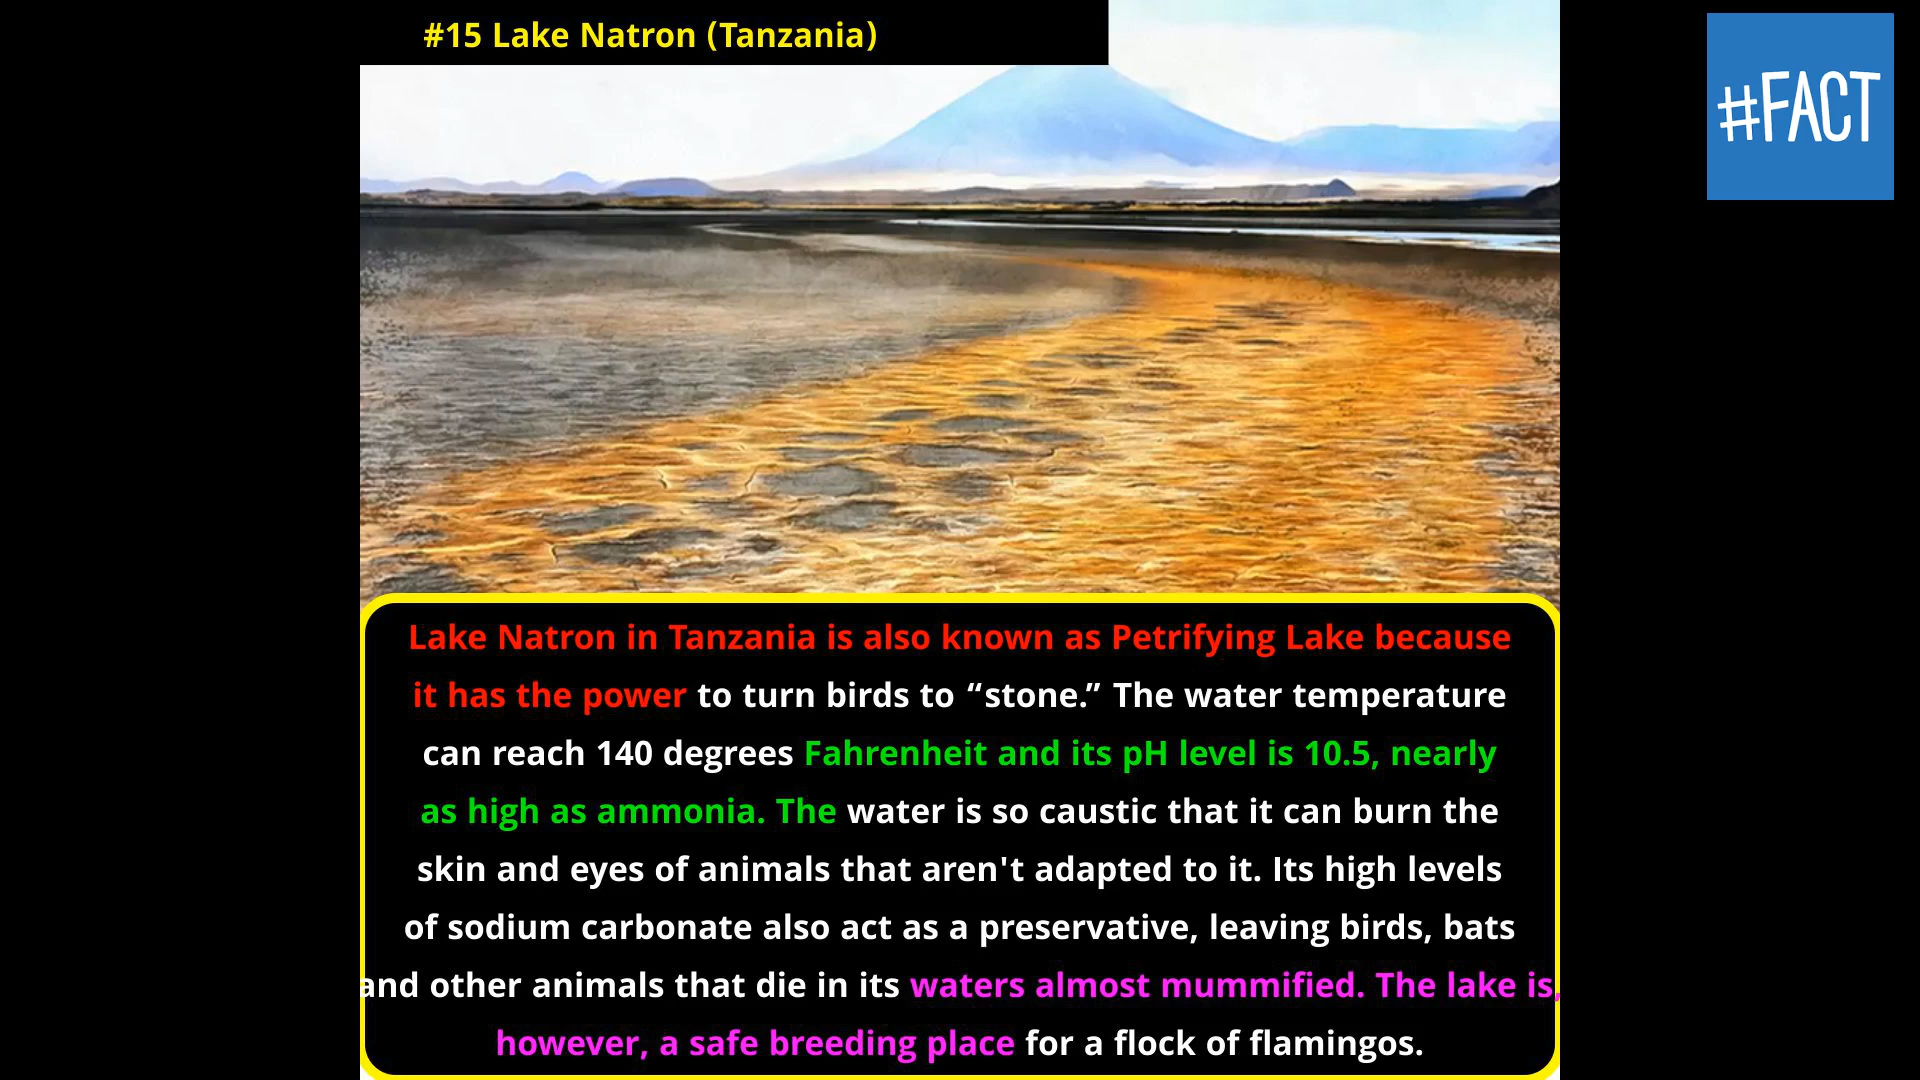 #15 Lake Natron (Tanzania)
#FACT
Lake Natron in Tanzania is also known as Petrifying Lake because
it has the power to turn birds to “stone.” The water temperature
can reach 140 degrees Fahrenheit and its pH level is 10.5, nearly
as high as ammonia. The water is so caustic that it can burn the
skin and eyes of animals that aren't adapted to it. Its high levels
of sodium carbonate also act as a preservative, leaving birds, bats
and other animals that die in its waters almost mummified. The lake is,
however, a safe breeding place for a flock of flamingos.